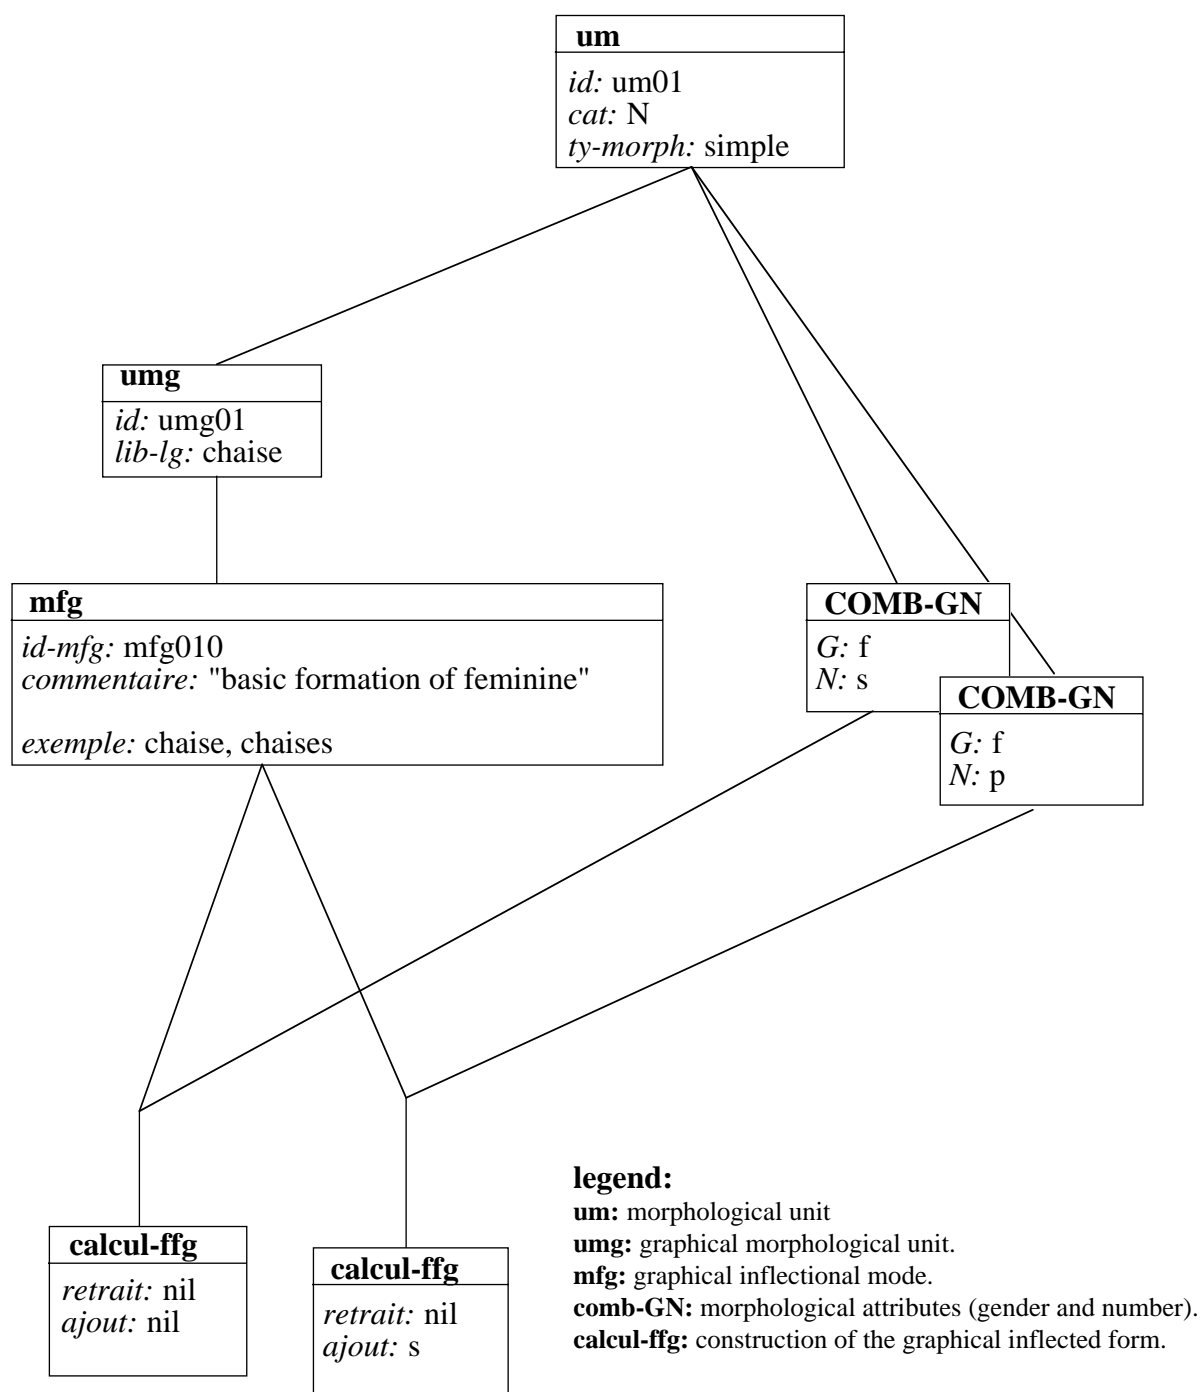 um
id: um01
cat: N
ty-morph: simple
umg
id: umg01
lib-lg: chaise
mfg
id-mfg: mfg010
commentaire: "basic formation of feminine"
exemple: chaise, chaises
COMB-GN
G: f
N: s
COMB-GN
G: f
N: p
calcul-ffg
retrait: nil
ajout: nil
calcul-ffg
retrait: nil
ajout: s
legend:
um: morphological unit
umg: graphical morphological unit.
mfg: graphical inflectional mode.
comb-GN: morphological attributes (gender and number).
calcul-ffg: construction of the graphical inflected form.